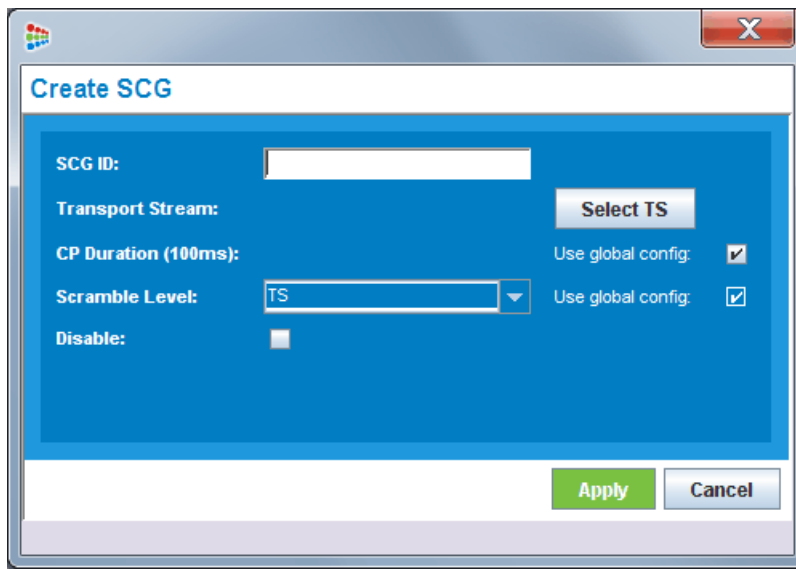 Create SCG
SCG ID:
Transport Stream: Select TS
CP Duration (100ms): Use global config:
Scramble Level: TS Use global config:
Disable:
Apply Cancel